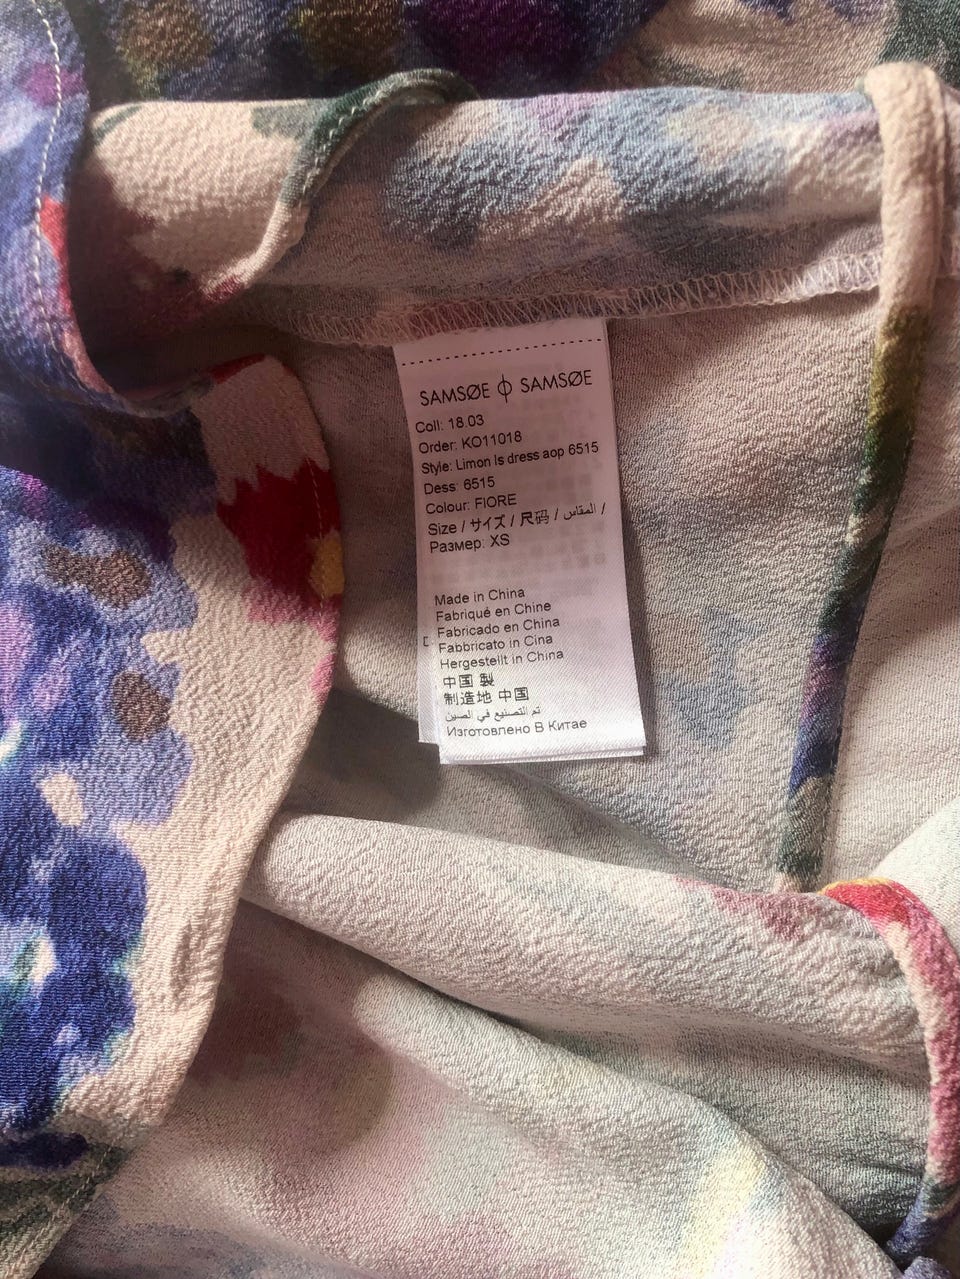 SAMSØE ϕ SAMSØE
Coll: 18.03
Order: KO11018
Style: Limon ls dress aop 6515
Dess: 6515
Colour: FIORE
Size / サイズ / 尺码 / المقاس /
Размер: XS
Made in China
Fabriqué en Chine
Fabricado en China
Fabbricato in Cina
Hergestellt in China
中国 製
制造地 中国
تم التصنيع في الصين
Изготовлено В Китае